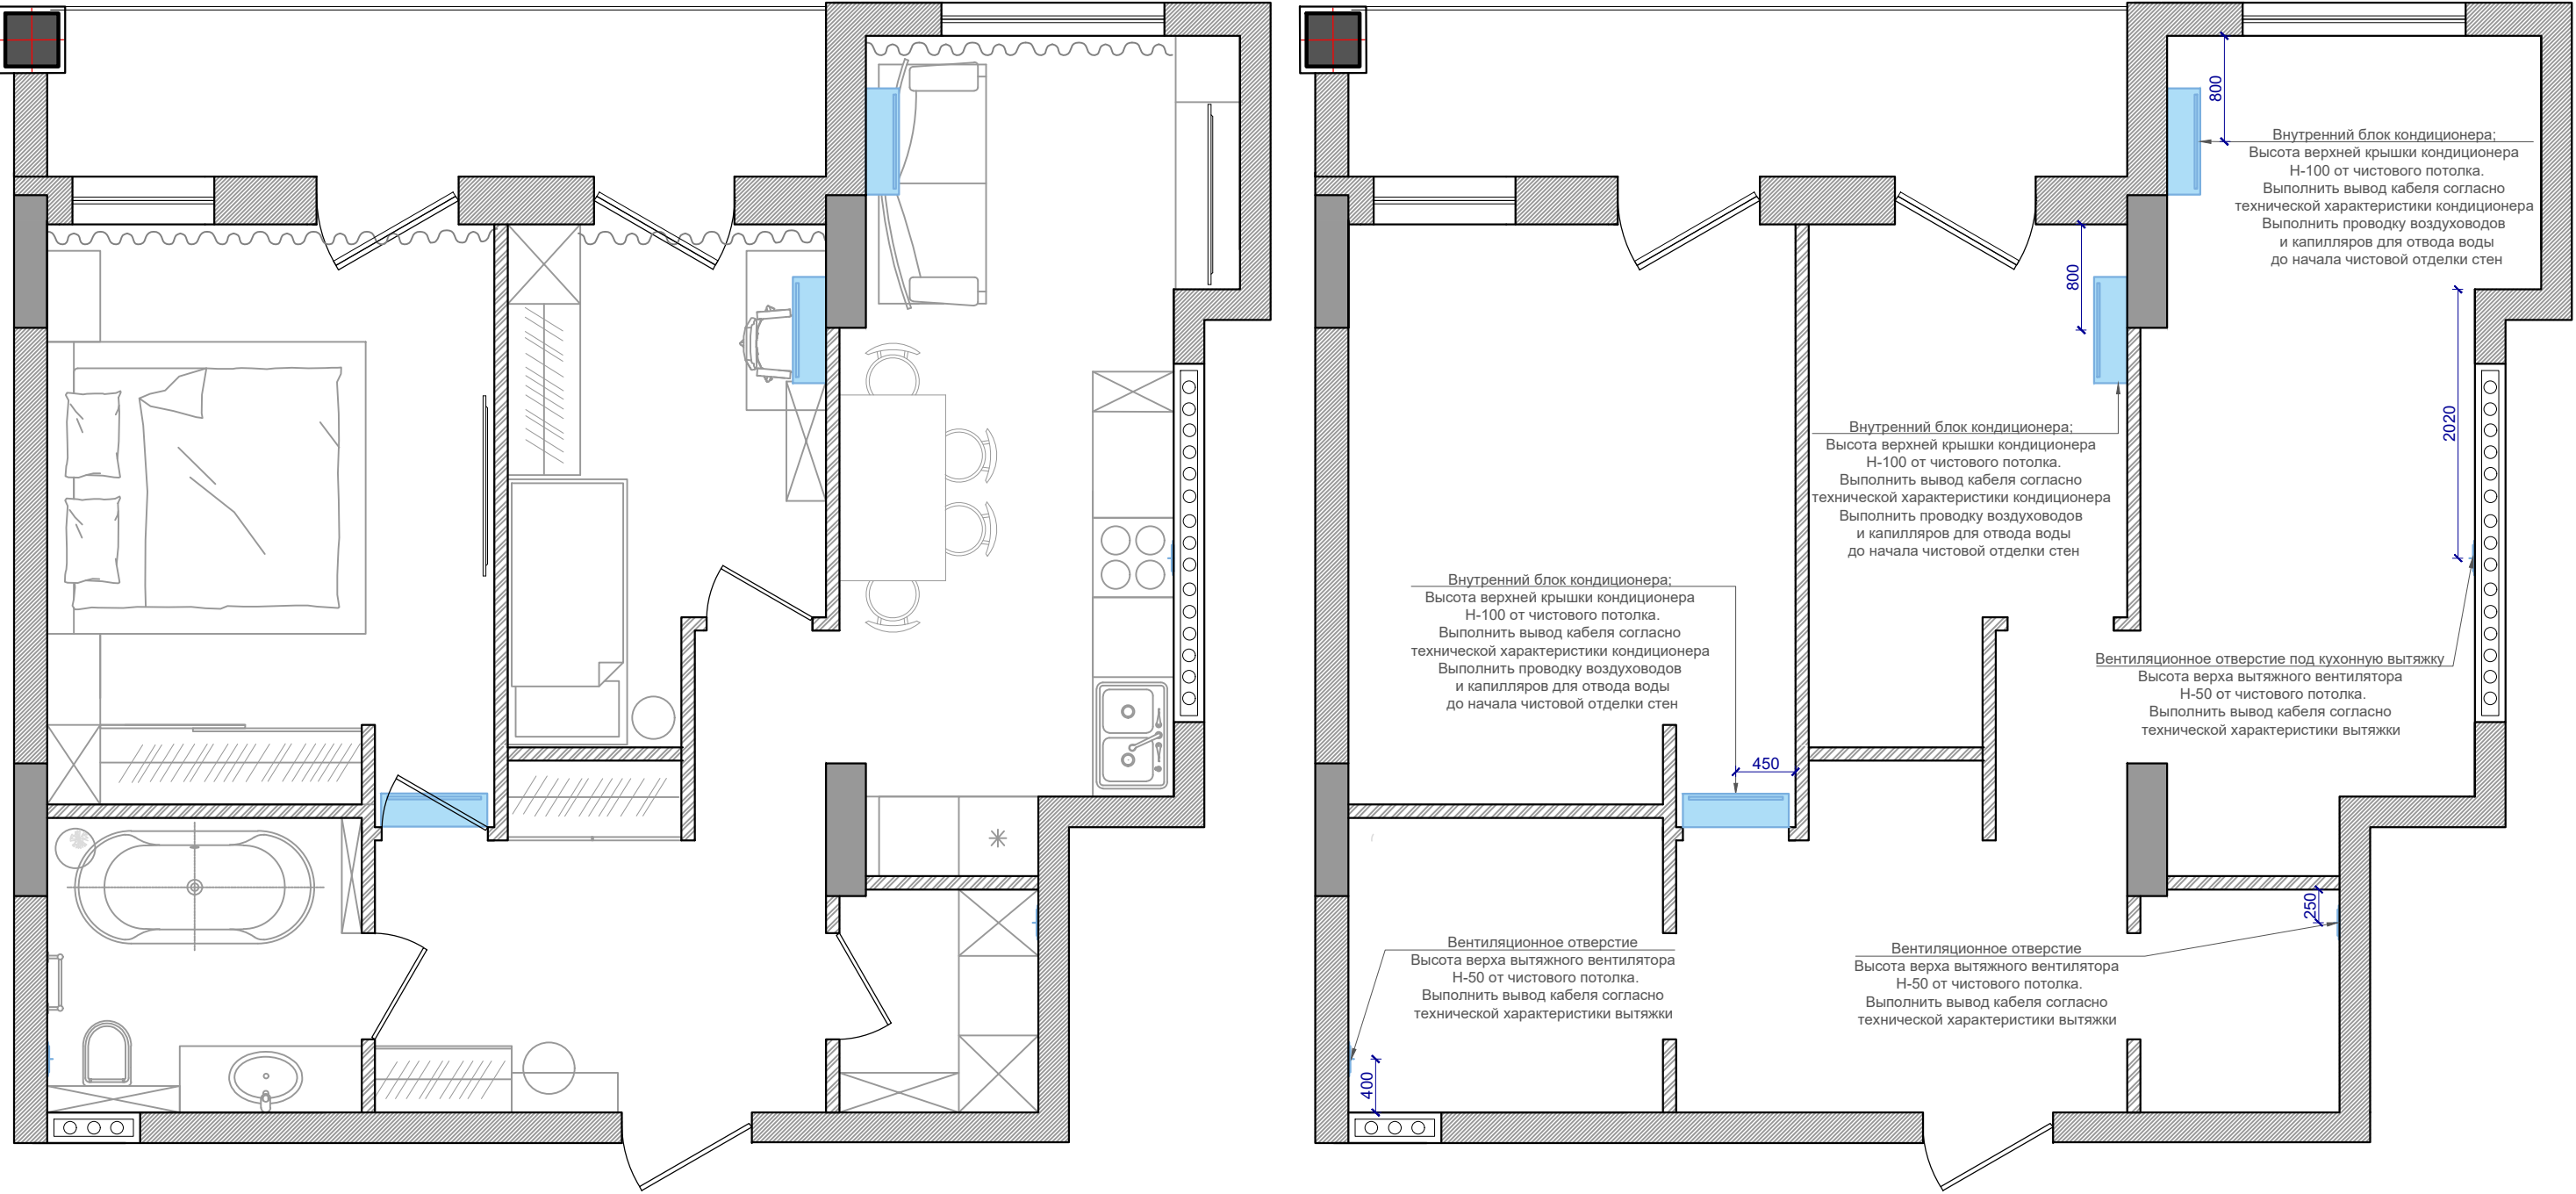 800
Внутренний блок кондиционера;
Высота верхней крышки кондиционера
Н-100 от чистового потолка.
Выполнить вывод кабеля согласно
технической характеристики кондиционера
Выполнить проводку воздуховодов
и капилляров для отвода воды
до начала чистовой отделки стен
800
2020
Внутренний блок кондиционера;
Высота верхней крышки кондиционера
Н-100 от чистового потолка.
Выполнить вывод кабеля согласно
технической характеристики кондиционера
Выполнить проводку воздуховодов
и капилляров для отвода воды
до начала чистовой отделки стен
Внутренний блок кондиционера;
Высота верхней крышки кондиционера
Н-100 от чистового потолка.
Выполнить вывод кабеля согласно
технической характеристики кондиционера
Выполнить проводку воздуховодов
и капилляров для отвода воды
до начала чистовой отделки стен
Вентиляционное отверстие под кухонную вытяжку
Высота верха вытяжного вентилятора
Н-50 от чистового потолка.
Выполнить вывод кабеля согласно
технической характеристики вытяжки
450
250
Вентиляционное отверстие
Высота верха вытяжного вентилятора
Н-50 от чистового потолка.
Выполнить вывод кабеля согласно
технической характеристики вытяжки
Вентиляционное отверстие
Высота верха вытяжного вентилятора
Н-50 от чистового потолка.
Выполнить вывод кабеля согласно
технической характеристики вытяжки
400